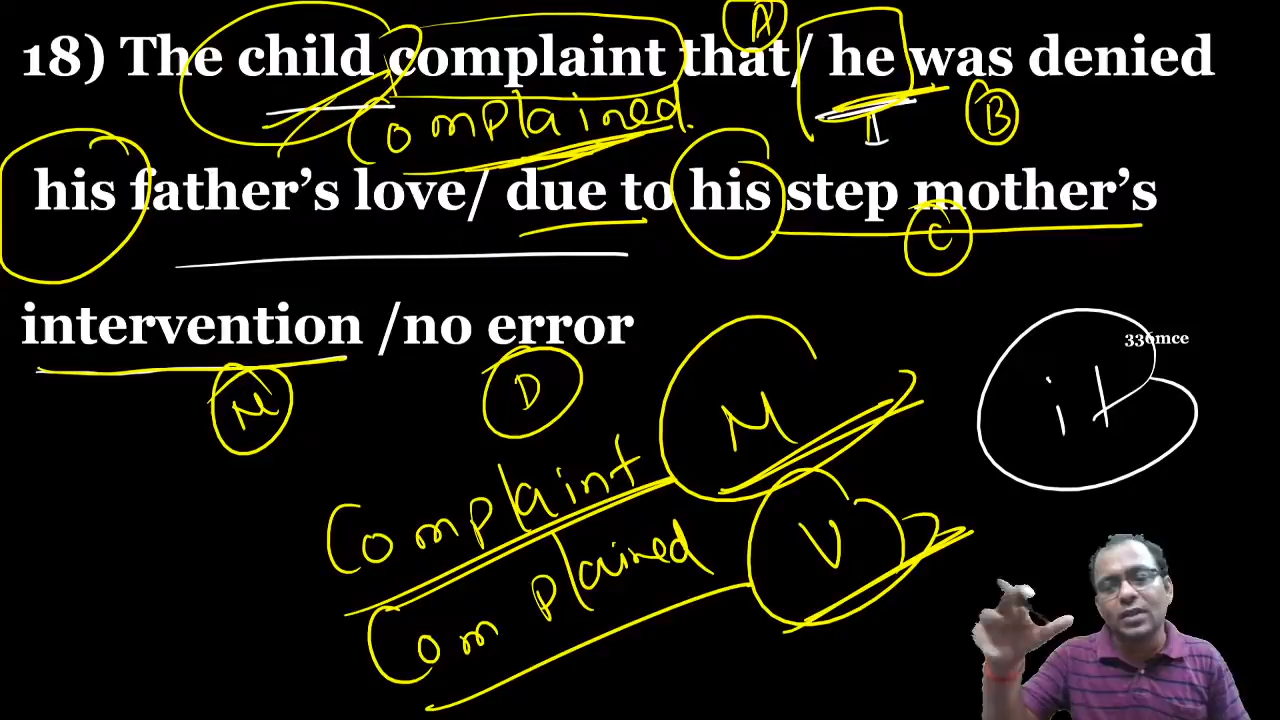 A
18) The child complaint that/ he was denied
Complained
I
B
his father's love/ due to his step mother's
C
intervention /no error
336mce
N
D
it
Complaint
Complained
V